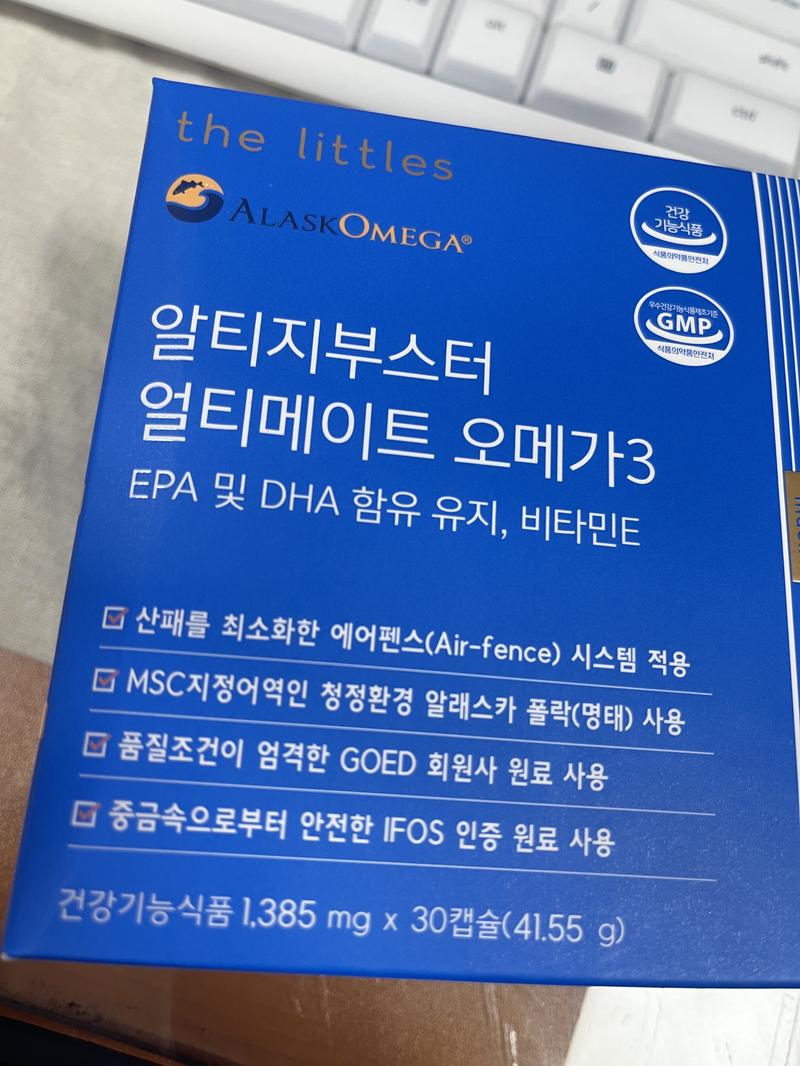 the littles
ALASKOMEGA®
건강
기능식품
식품의약품안전처
우수건강기능식품제조기준
GMP
식품의약품안전처
알티지부스터
얼티메이트 오메가3
EPA 및 DHA 함유 유지, 비타민E
산패를 최소화한 에어펜스(Air-fence) 시스템 적용
MSC지정어역인 청정환경 알래스카 폴락(명태) 사용
품질조건이 엄격한 GOED 회원사 원료 사용
중금속으로부터 안전한 IFOS 인증 원료 사용
건강기능식품 1,385 mg x 30캡슐(41.55 g)